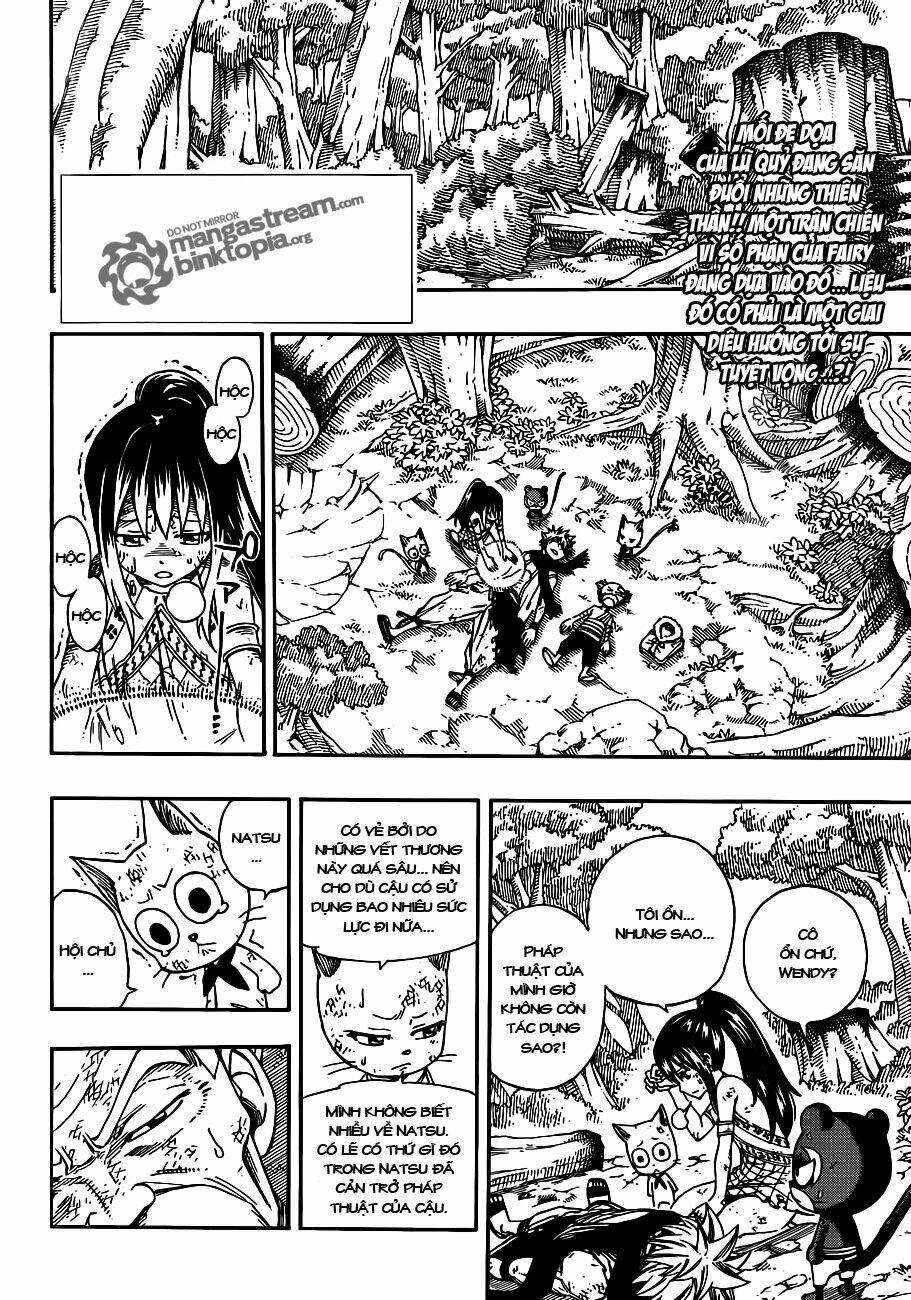 MỐI ĐE DỌA
CỦA LŨ QUỶ ĐANG SĂN
ĐUỔI NHỮNG THIÊN
THẦN!! MỘT TRẬN CHIẾN
VÌ SỐ PHẬN CỦA FAIRY
ĐANG DỰA VÀO ĐÓ... LIỆU
ĐÓ CÓ PHẢI LÀ MỘT GIAI
ĐIỆU HƯỚNG TỚI SỰ
TUYỆT VỌNG...?!
DO NOT MIRROR
mangastream.com
binktopia.org
HỘC
HỘC
HỘC
HỘC
CÔ
ỔN CHỨ,
WENDY?
TÔI ỔN...
NHƯNG SAO...
PHÁP
THUẬT CỦA
MÌNH GIỜ
KHÔNG CÒN
TÁC DỤNG
SAO?!
CÓ VẺ BỞI DO
NHỮNG VẾT THƯƠNG
NÀY QUÁ SÂU... NÊN
CHO DÙ CẬU CÓ SỬ
DỤNG BAO NHIÊU SỨC
LỰC ĐI NỮA...
MÌNH KHÔNG BIẾT
NHIỀU VỀ NATSU.
CÓ LẼ CÓ THỨ GÌ ĐÓ
TRONG NATSU ĐÃ
CẢN TRỞ PHÁP
THUẬT CỦA CẬU.
NATSU
...
HỘI CHỦ
...